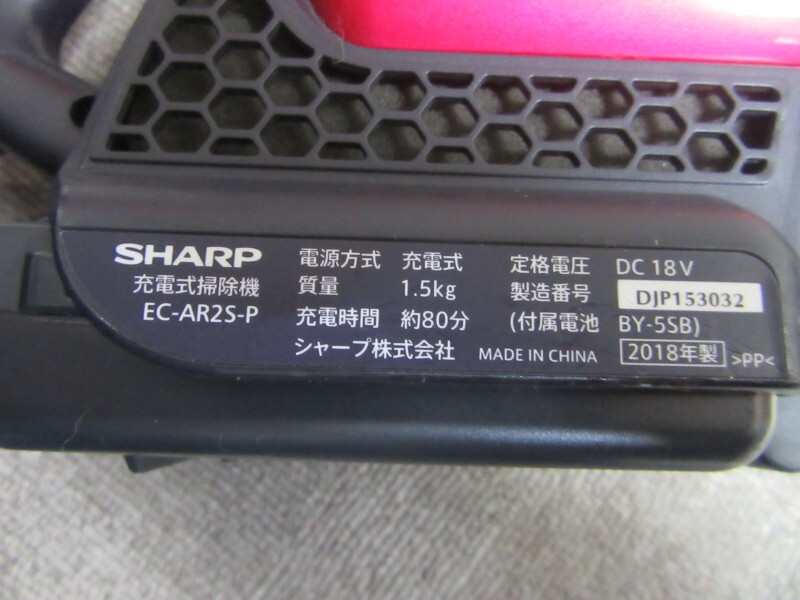 SHARP
充電式掃除機
EC-AR2S-P
電源方式 充電式 定格電圧 DC 18V
質量 1.5kg 製造番号 DJP153032
充電時間 約80分 (付属電池 BY-5SB)
シャープ株式会社 MADE IN CHINA 2018年製 >PP<